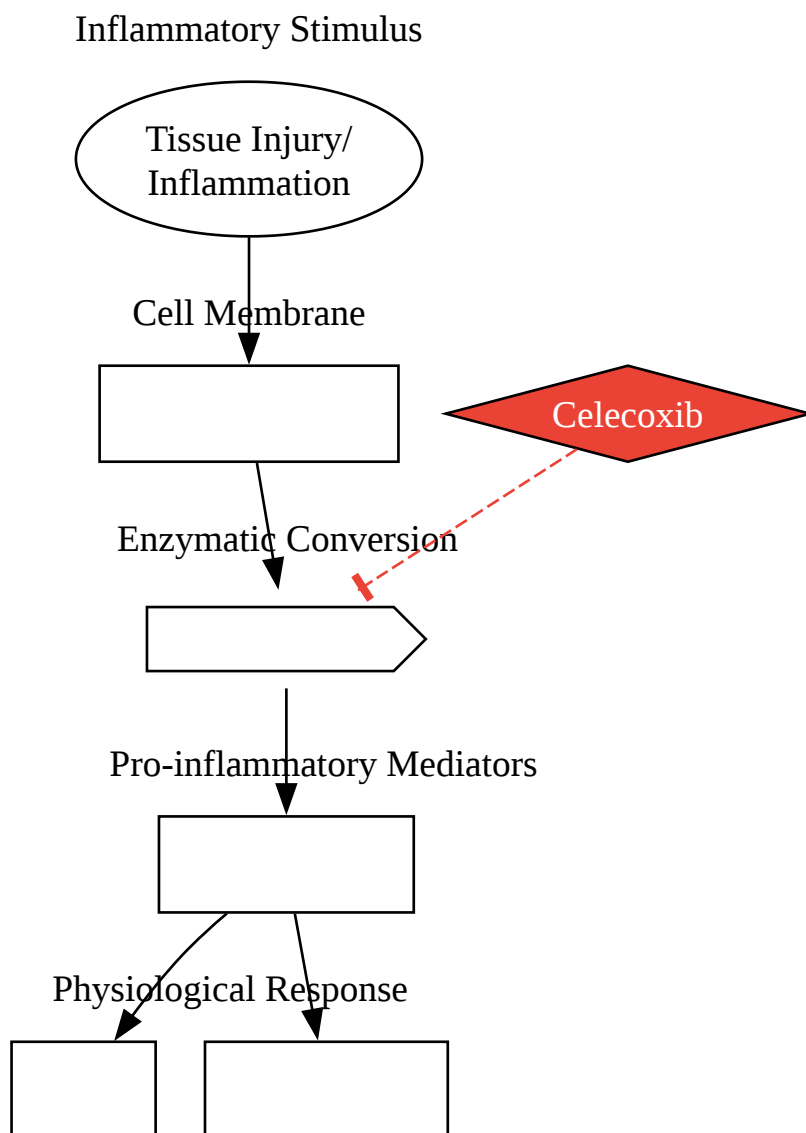 Inflammatory Stimulus
Tissue Injury/
Inflammation
Cell Membrane
Celecoxib
Enzymatic Conversion
Pro-inflammatory Mediators
Physiological Response